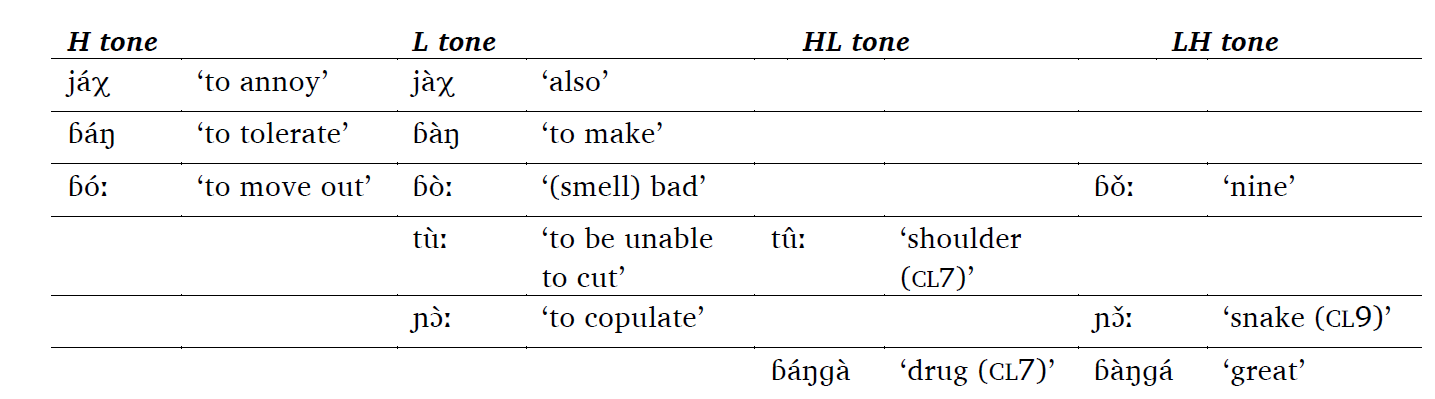 H tone L tone HL tone LH tone
jáχ ‘to annoy’ jàχ ‘also’
ɓáŋ ‘to tolerate’ ɓàŋ ‘to make’
ɓóː ‘to move out’ ɓòː ‘(smell) bad’ ɓǒː ‘nine’
tùː ‘to be unable tûː ‘shoulder
to cut’ (CL7)’
ɲɔ̀ː ‘to copulate’ ɲɔ̌ː ‘snake (CL9)’
ɓáŋɡà ‘drug (CL7)’ ɓàŋɡá ‘great’